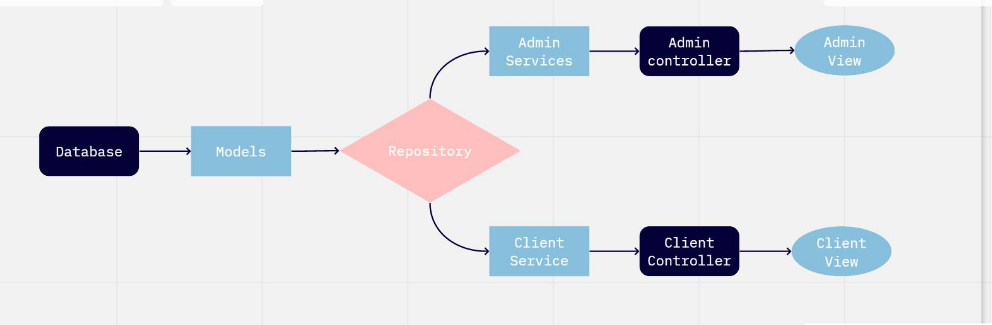 Database
Models
Repository
Admin
Services
Admin
controller
Admin
View
Client
Service
Client
Controller
Client
View